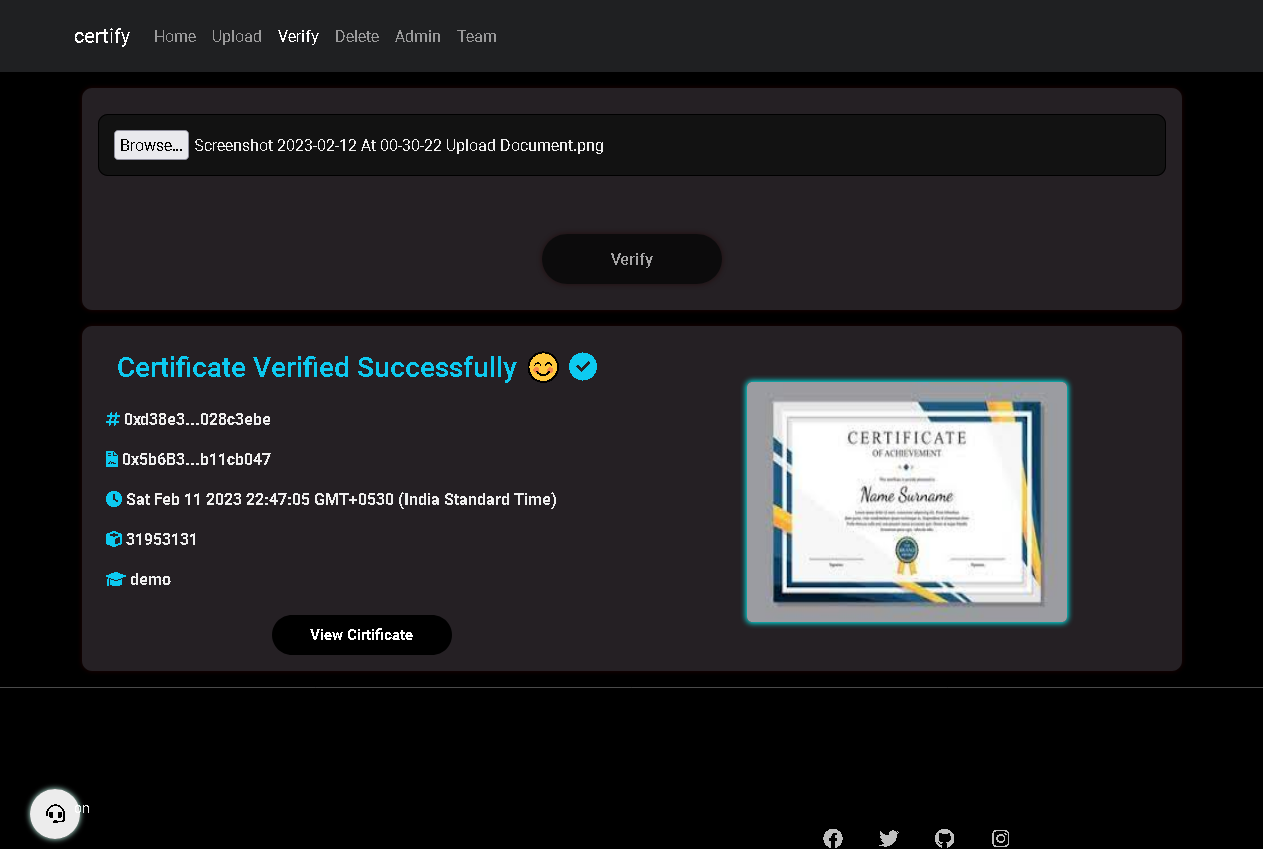 certify Home Upload Verify Delete Admin Team
Browse... Screenshot 2023-02-12 At 00-30-22 Upload Document.png
Verify
Certificate Verified Successfully
0xd38e3...028c3ebe
0x5b6B3...b11cb047
Sat Feb 11 2023 22:47:05 GMT+0530 (India Standard Time)
31953131
demo
View Cirtificate
CERTIFICATE
OF ACHIEVEMENT
Name Surname
on